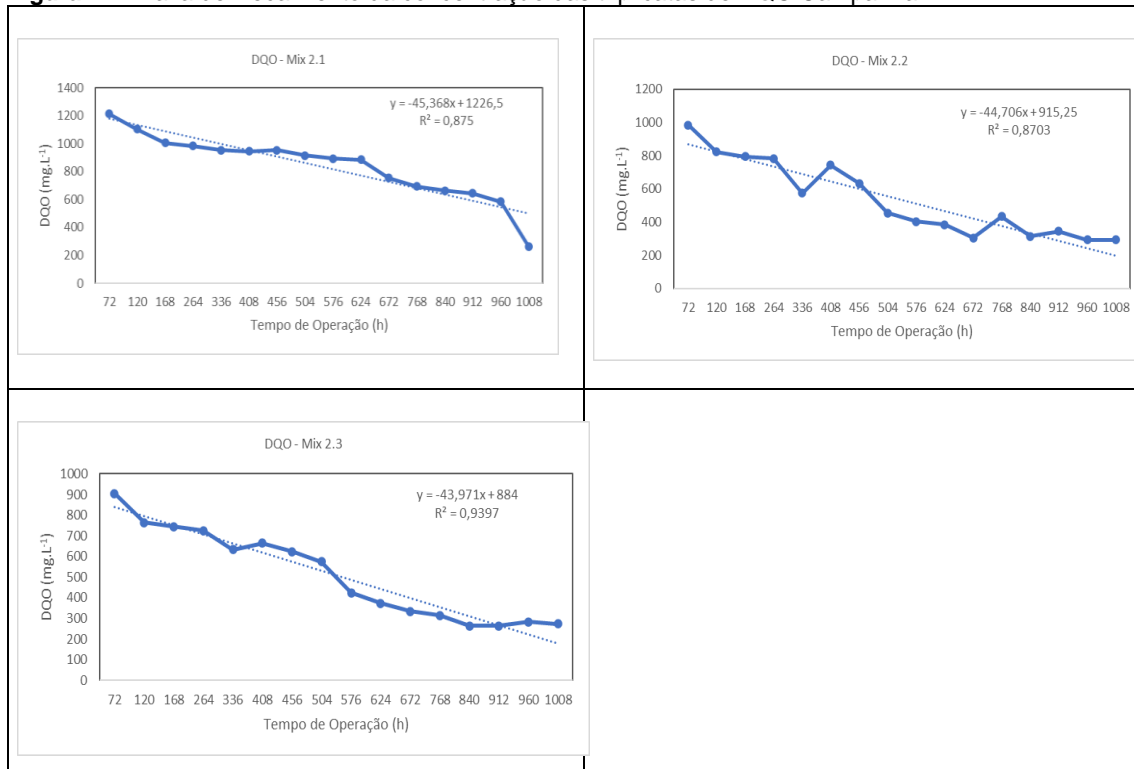 DQO - Mix 2.1
y = -45,368x + 1226,5
R² = 0,875
1400
1200
1000
800
600
400
200
0
DQO (mg.L⁻¹)
72 120 168 264 336 408 456 504 576 624 672 768 840 912 960 1008
Tempo de Operação (h)
DQO - Mix 2.2
y = -44,706x + 915,25
R² = 0,8703
1200
1000
800
600
400
200
0
DQO (mg.L⁻¹)
72 120 168 264 336 408 456 504 576 624 672 768 840 912 960 1008
Tempo de Operação (h)
DQO - Mix 2.3
y = -43,971x + 884
R² = 0,9397
1000
900
800
700
600
500
400
300
200
100
0
DQO (mg.L⁻¹)
72 120 168 264 336 408 456 504 576 624 672 768 840 912 960 1008
Tempo de Operação (h)